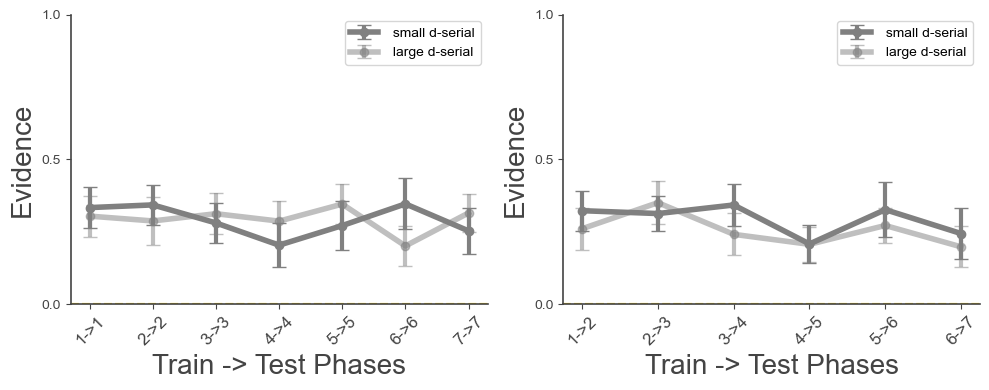 1.0
0.5
0.0
Evidence
small d-serial
large d-serial
1->1
2->2
3->3
4->4
5->5
6->6
7->7
Train -> Test Phases
1.0
0.5
0.0
Evidence
small d-serial
large d-serial
1->2
2->3
3->4
4->5
5->6
6->7
Train -> Test Phases